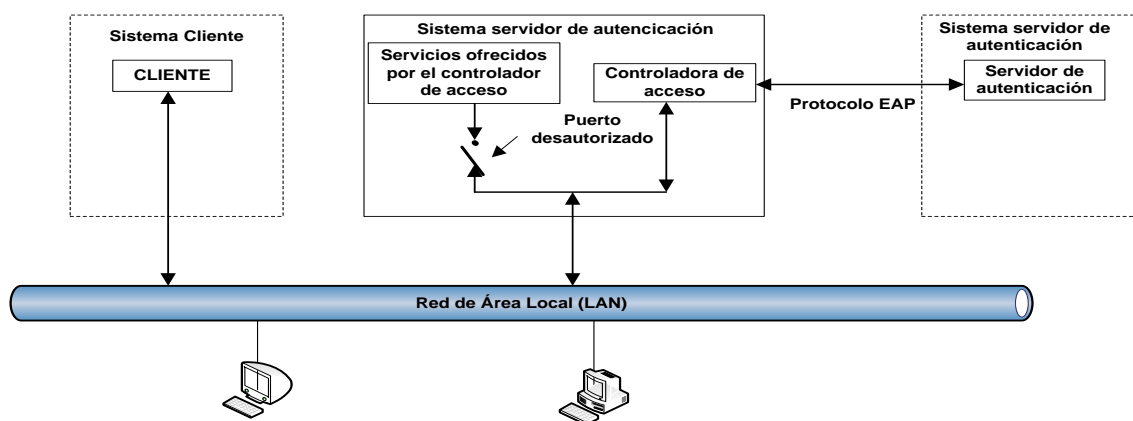 Sistema Cliente
CLIENTE
Sistema servidor de autencicación
Servicios ofrecidos
por el controlador
de acceso
Controladora de
acceso
Puerto
desautorizado
Protocolo EAP
Sistema servidor de
autenticación
Servidor de
autenticación
Red de Área Local (LAN)